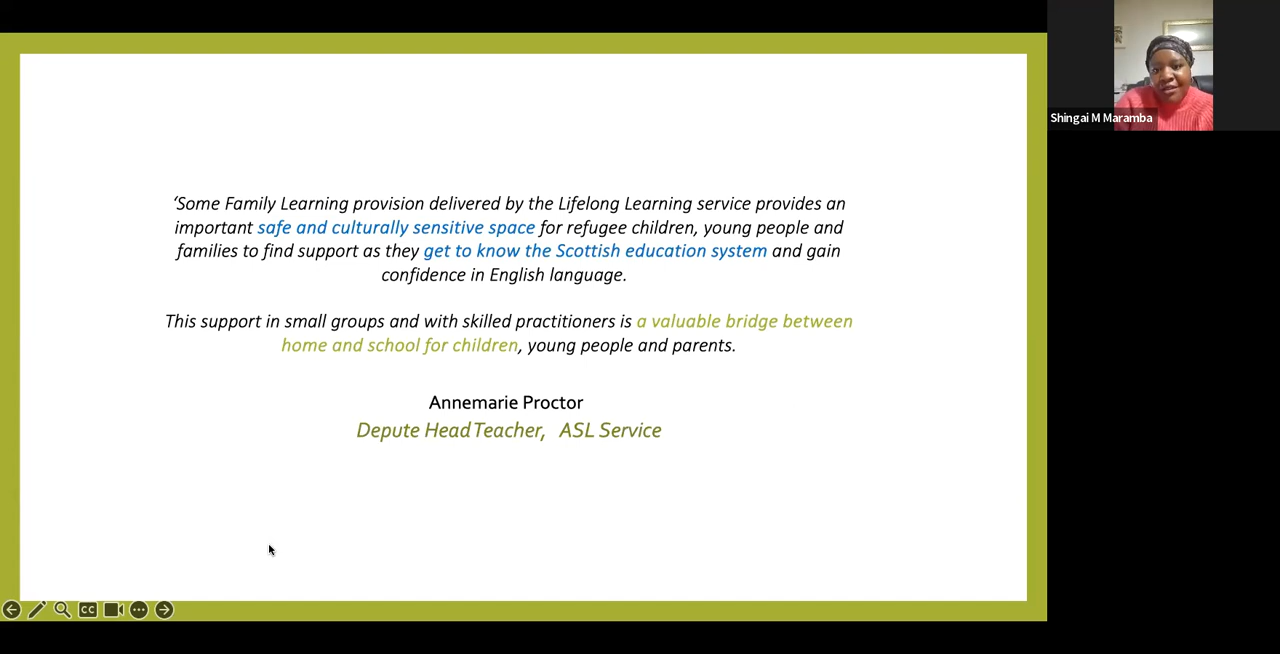 ‘Some Family Learning provision delivered by the Lifelong Learning service provides an
important safe and culturally sensitive space for refugee children, young people and
families to find support as they get to know the Scottish education system and gain
confidence in English language.
This support in small groups and with skilled practitioners is a valuable bridge between
home and school for children, young people and parents.
Annemarie Proctor
Depute Head Teacher, ASL Service
Shingai M Maramba
CC